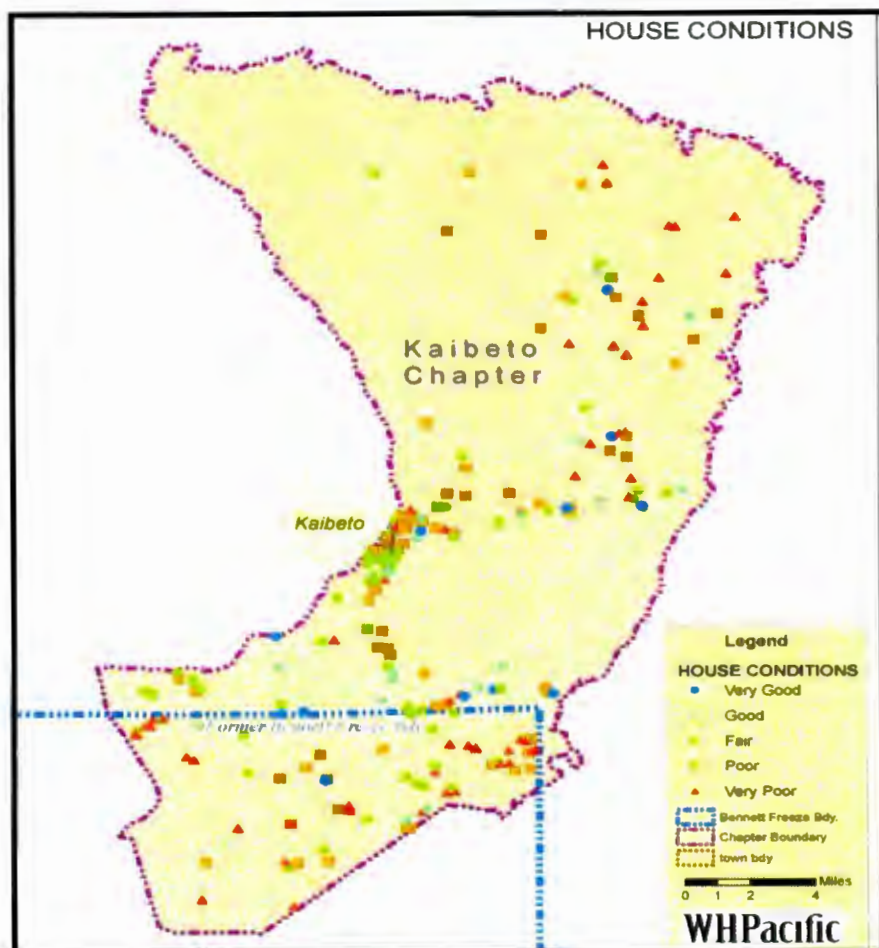 HOUSE CONDITIONS
Kaibeto
Chapter
Kaibeto
Legend
HOUSE CONDITIONS
Very Good
Good
Fair
Poor
Very Poor
Bennett Freeze Bdy.
Chapter Boundary
town bdy
Miles
0 1 2 4
WHPacific